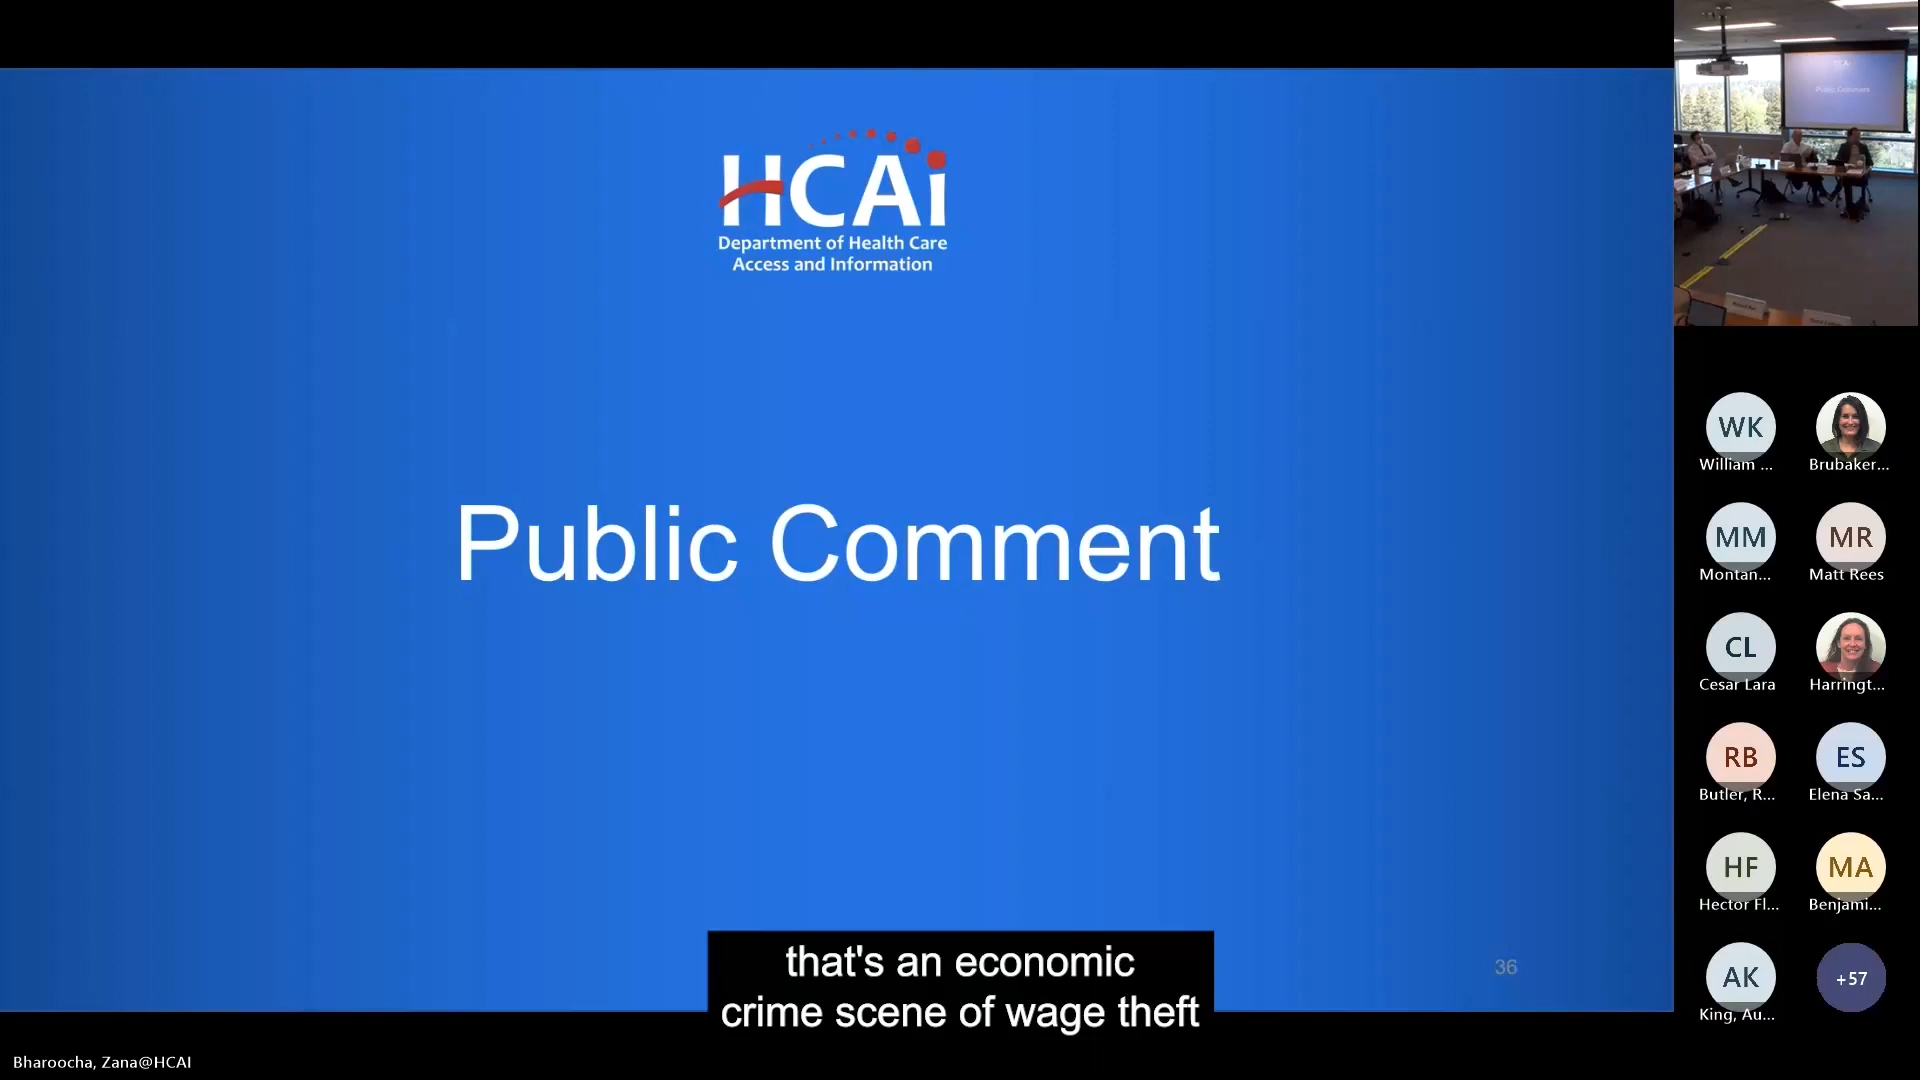 HCAi
Department of Health Care
Access and Information
Public Comment
36
that's an economic
crime scene of wage theft
Bharoocha, Zana@HCAI
Public Comment
WK
William ...
Brubaker...
MM
Montan...
MR
Matt Rees
CL
Cesar Lara
Harringt...
RB
Butler, R...
ES
Elena Sa...
HF
Hector Fl...
MA
Benjami...
AK
King, Au...
+57